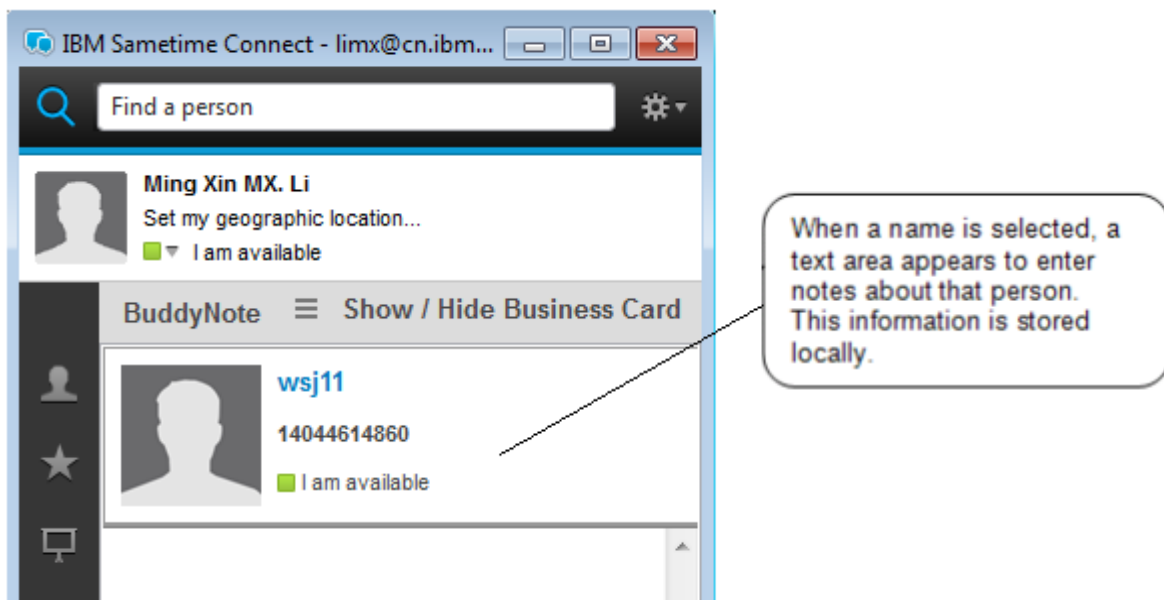 IBM Sametime Connect - limx@cn.ibm...
Find a person
Ming Xin MX. Li
Set my geographic location...
I am available
BuddyNote
Show / Hide Business Card
wsj11
14044614860
I am available
When a name is selected, a
text area appears to enter
notes about that person.
This information is stored
locally.